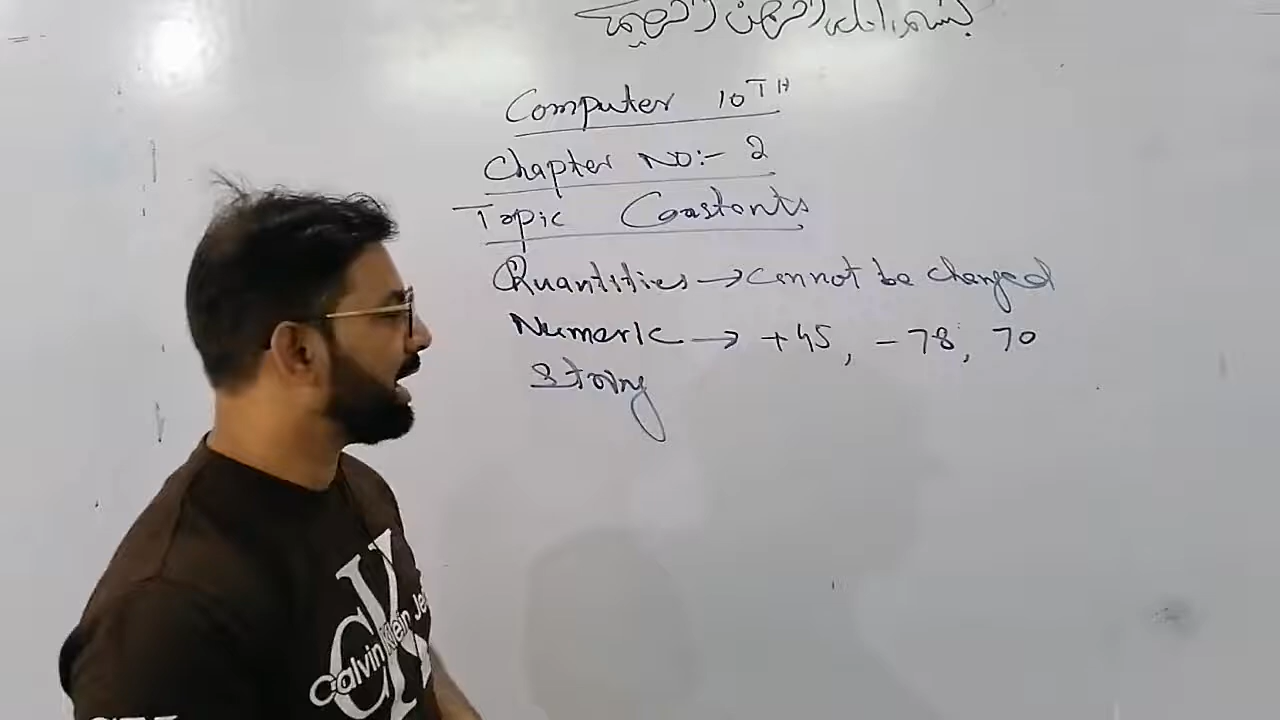 بسم اللہ الرحمن الرحیم
Computer 10TH
Chapter NO:- 2
Topic Constants
Quantities → cannot be changed
Numeric → +45, -78, 70
String
Calvin Klein Je